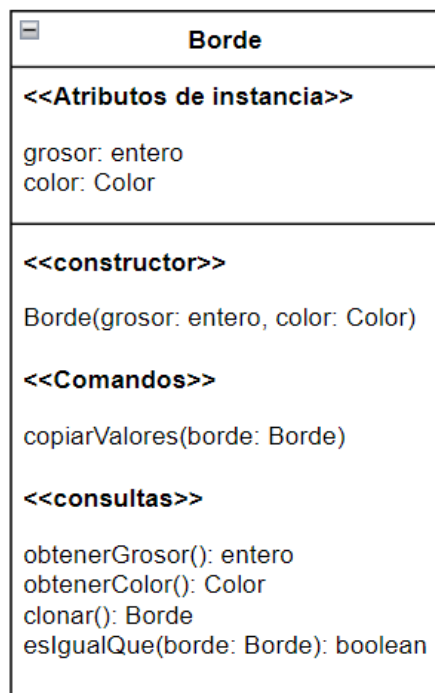 Borde
<<Atributos de instancia>>
grosor: entero
color: Color
<<constructor>>
Borde(grosor: entero, color: Color)
<<Comandos>>
copiarValores(borde: Borde)
<<consultas>>
obtenerGrosor(): entero
obtenerColor(): Color
clonar(): Borde
esIgualQue(borde: Borde): boolean